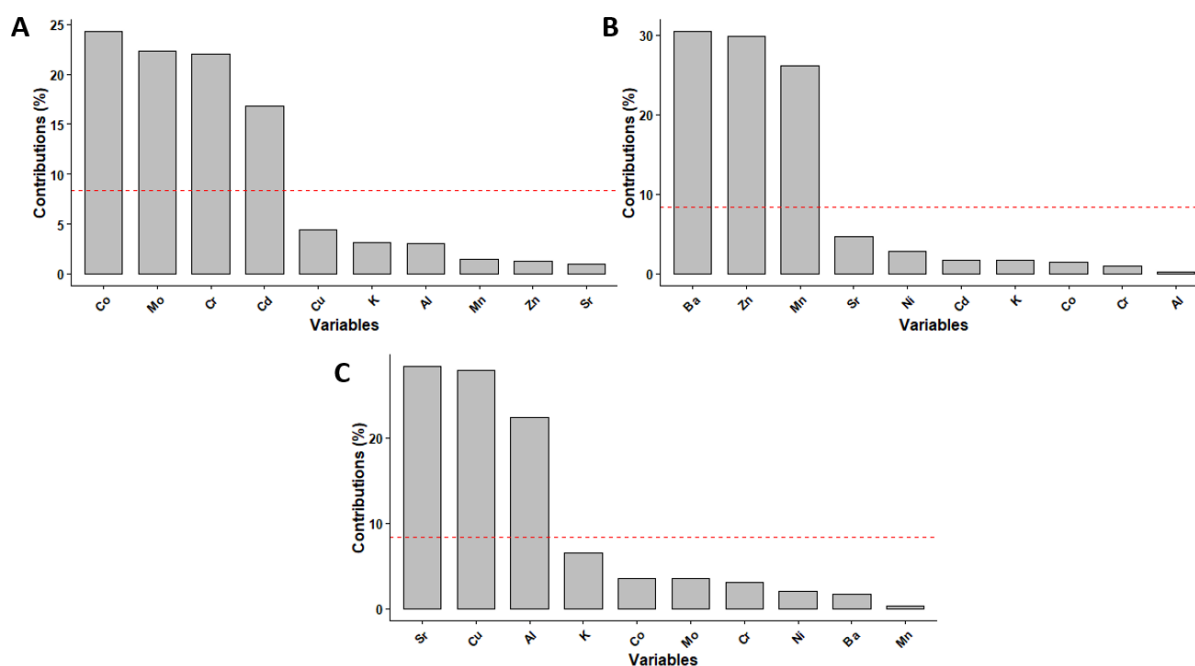 A
Contributions (%)
25
20
15
10
5
0
Co Mo Cr Cd Cu K Al Mn Zn Sr
Variables
B
Contributions (%)
30
20
10
0
Ba Zn Mn Sr Ni Cd K Co Cr Al
Variables
C
Contributions (%)
20
10
0
Sr Cu Al K Co Mo Cr Ni Ba Mn
Variables